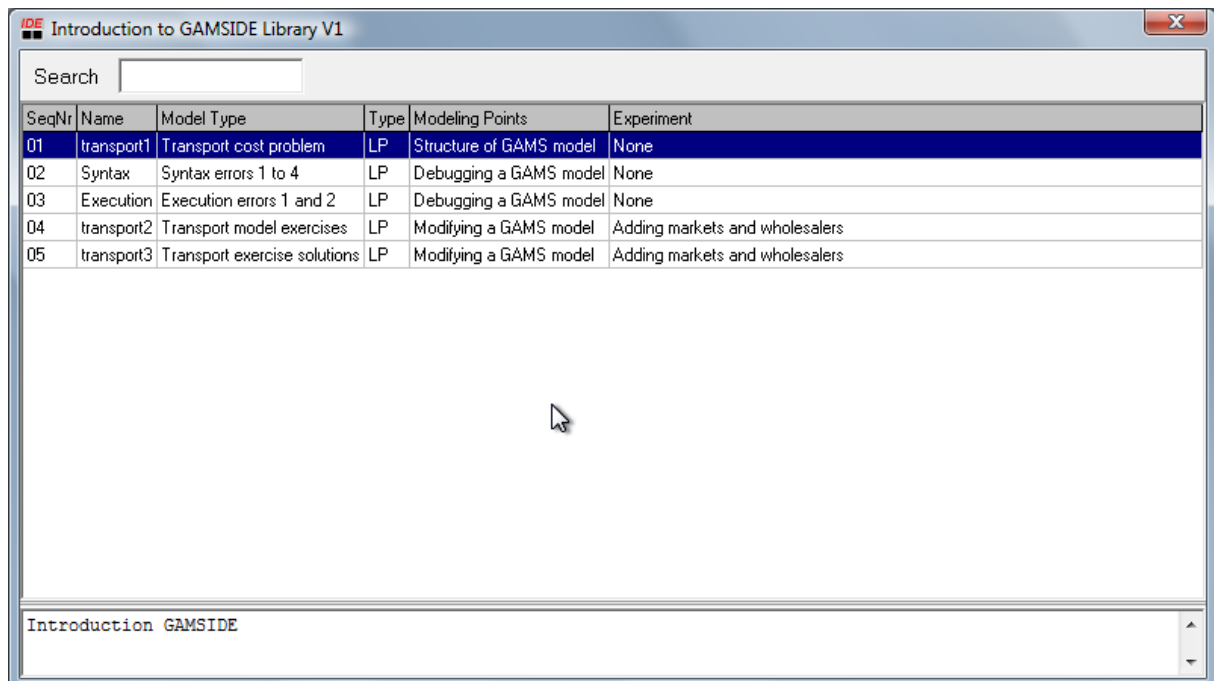 IDE Introduction to GAMSIDE Library V1
Search
SeqNr Name Model Type Type Modeling Points Experiment
01 transport1 Transport cost problem LP Structure of GAMS model None
02 Syntax Syntax errors 1 to 4 LP Debugging a GAMS model None
03 Execution Execution errors 1 and 2 LP Debugging a GAMS model None
04 transport2 Transport model exercises LP Modifying a GAMS model Adding markets and wholesalers
05 transport3 Transport exercise solutions LP Modifying a GAMS model Adding markets and wholesalers
Introduction GAMSIDE